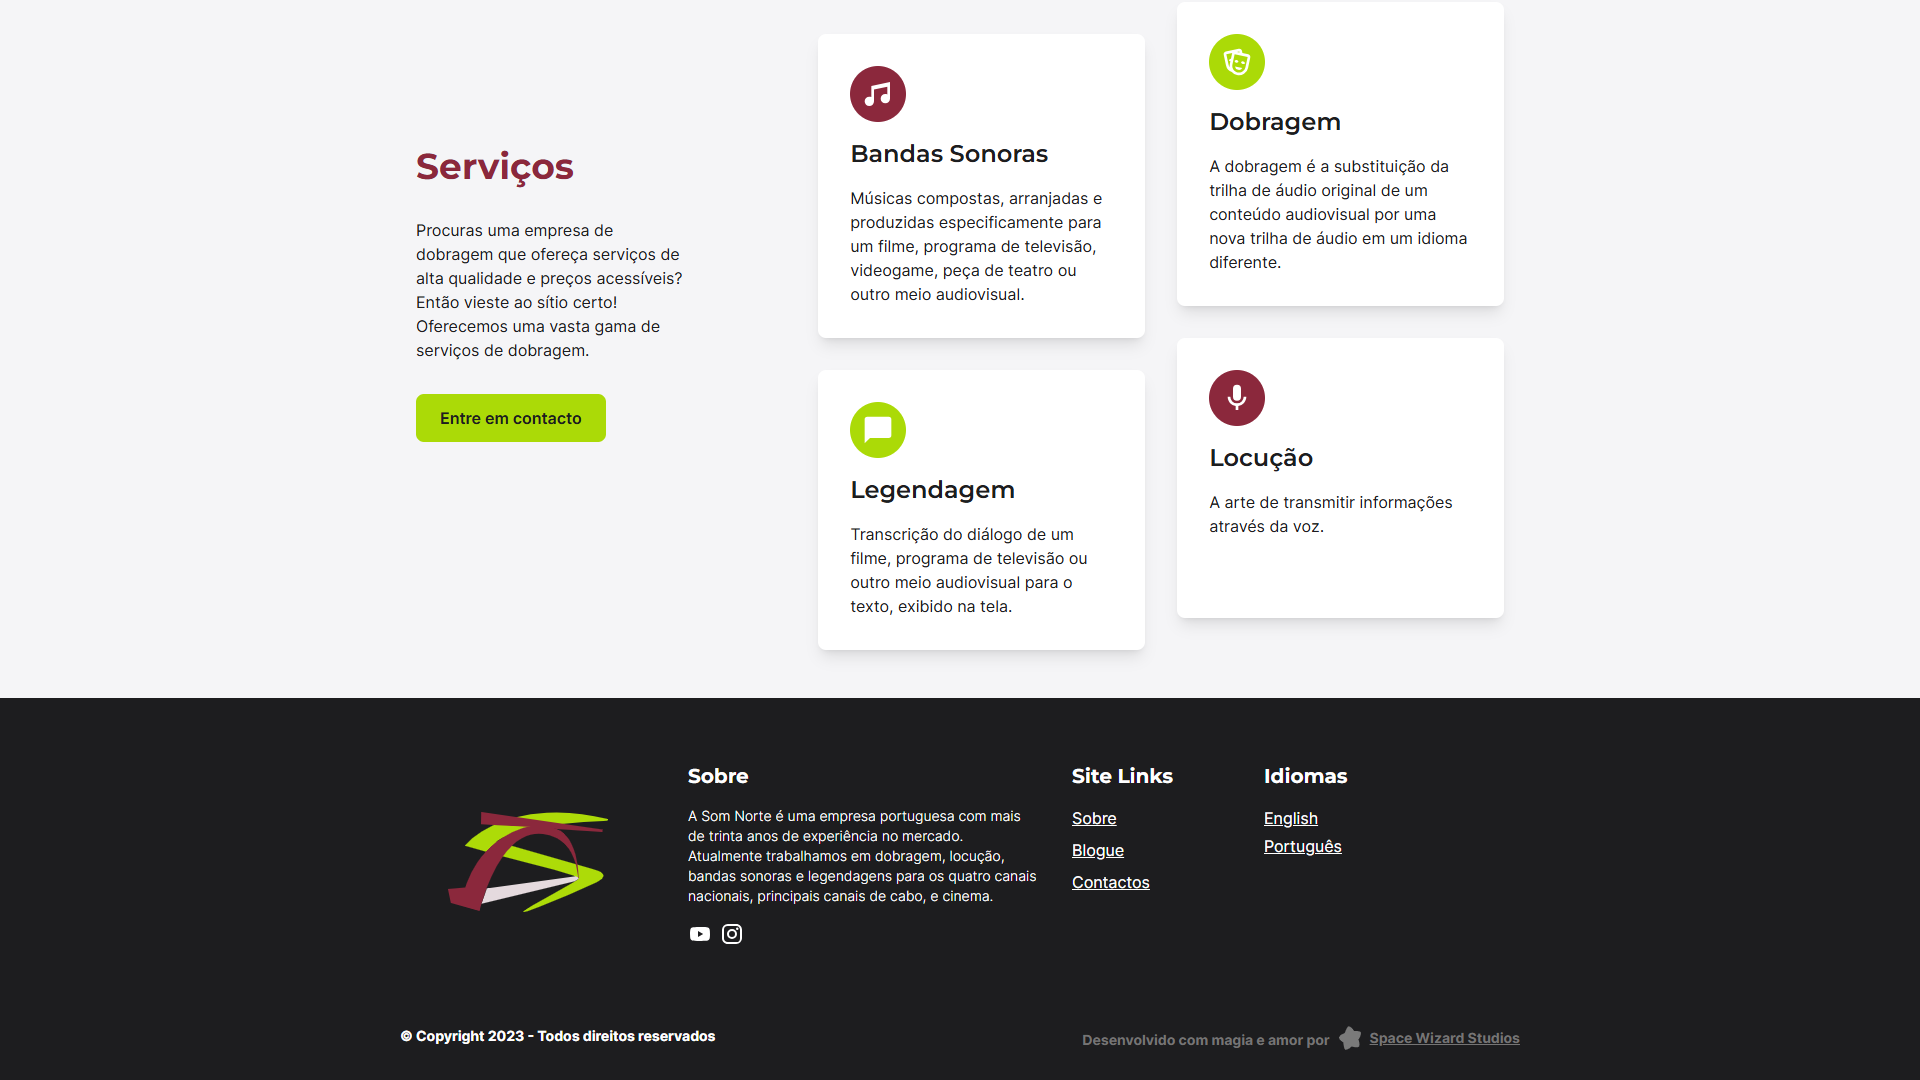 Serviços
Procuras uma empresa de
dobragem que ofereça serviços de
alta qualidade e preços acessíveis?
Então vieste ao sítio certo!
Oferecemos uma vasta gama de
serviços de dobragem.
Entre em contacto
Bandas Sonoras
Músicas compostas, arranjadas e
produzidas especificamente para
um filme, programa de televisão,
videogame, peça de teatro ou
outro meio audiovisual.
Dobragem
A dobragem é a substituição da
trilha de áudio original de um
conteúdo audiovisual por uma
nova trilha de áudio em um idioma
diferente.
Legendagem
Transcrição do diálogo de um
filme, programa de televisão ou
outro meio audiovisual para o
texto, exibido na tela.
Locução
A arte de transmitir informações
através da voz.
Sobre
A Som Norte é uma empresa portuguesa com mais
de trinta anos de experiência no mercado.
Atualmente trabalhamos em dobragem, locução,
bandas sonoras e legendagens para os quatro canais
nacionais, principais canais de cabo, e cinema.
Site Links
Sobre
Blogue
Contactos
Idiomas
English
Português
© Copyright 2023 - Todos direitos reservados
Desenvolvido com magia e amor por Space Wizard Studios